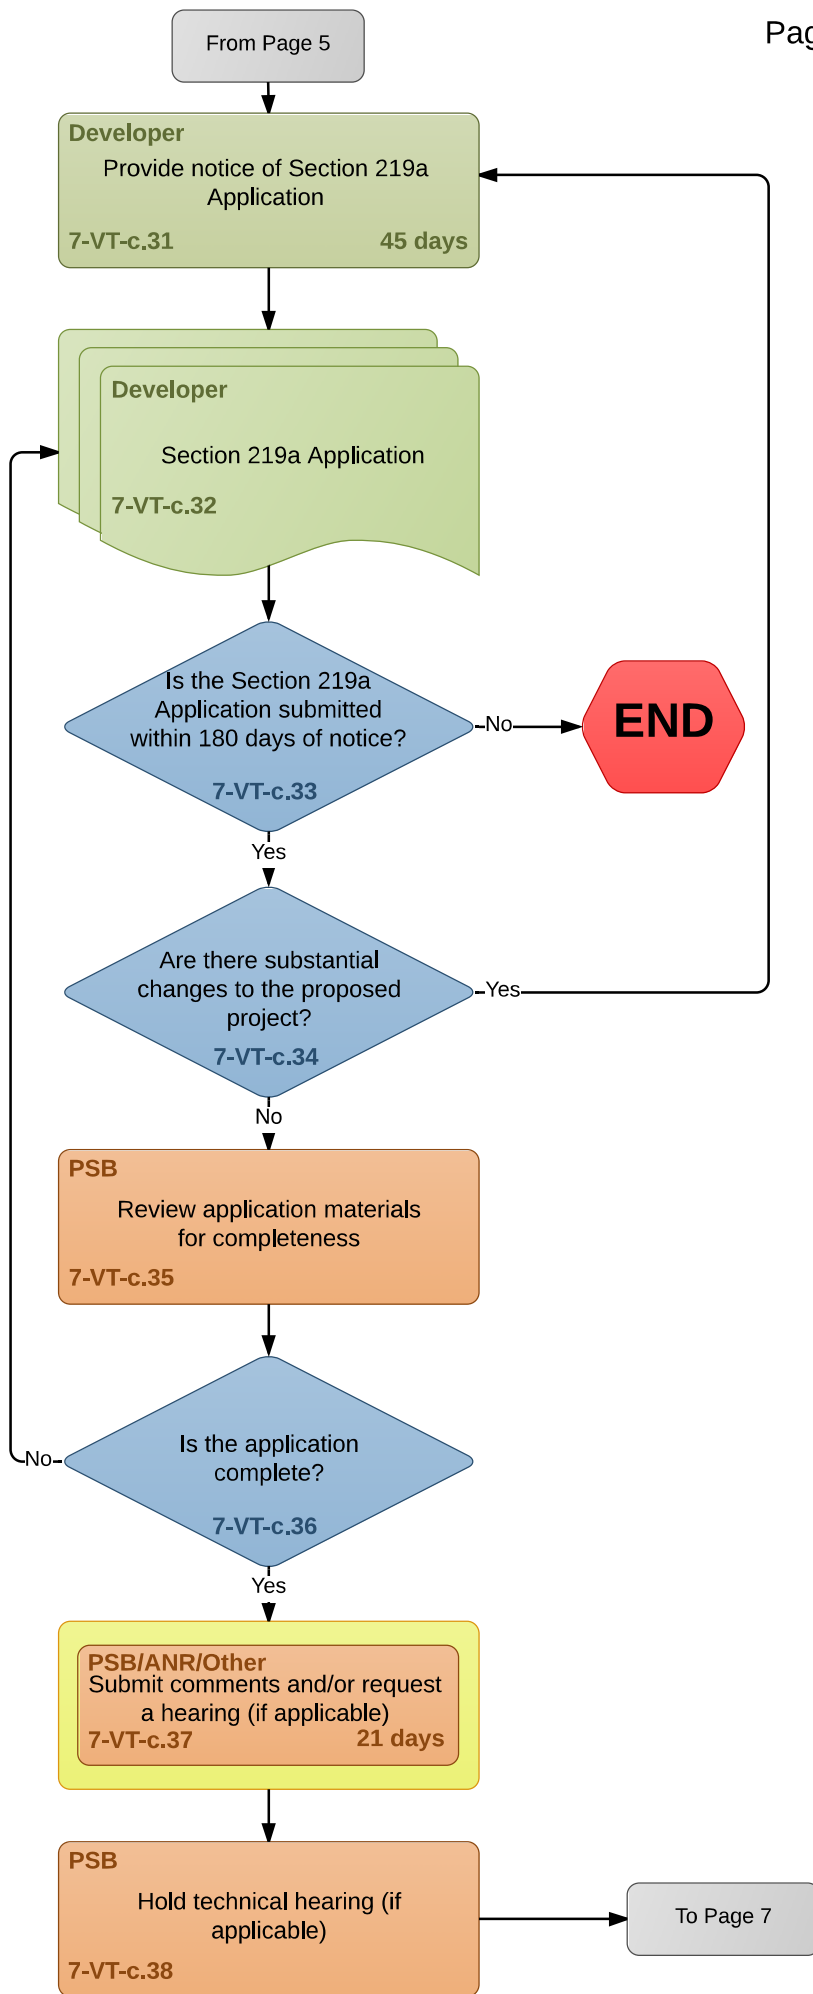 From Page 5
Developer
Provide notice of Section 219a
Application
7-VT-c.31 45 days
Developer
Section 219a Application
7-VT-c.32
Is the Section 219a
Application submitted
within 180 days of notice?
7-VT-c.33
No
END
Yes
Are there substantial
changes to the proposed
project?
7-VT-c.34
Yes
No
PSB
Review application materials
for completeness
7-VT-c.35
Is the application
complete?
7-VT-c.36
No
Yes
PSB/ANR/Other
Submit comments and/or request
a hearing (if applicable)
7-VT-c.37 21 days
PSB
Hold technical hearing (if
applicable)
7-VT-c.38
To Page 7